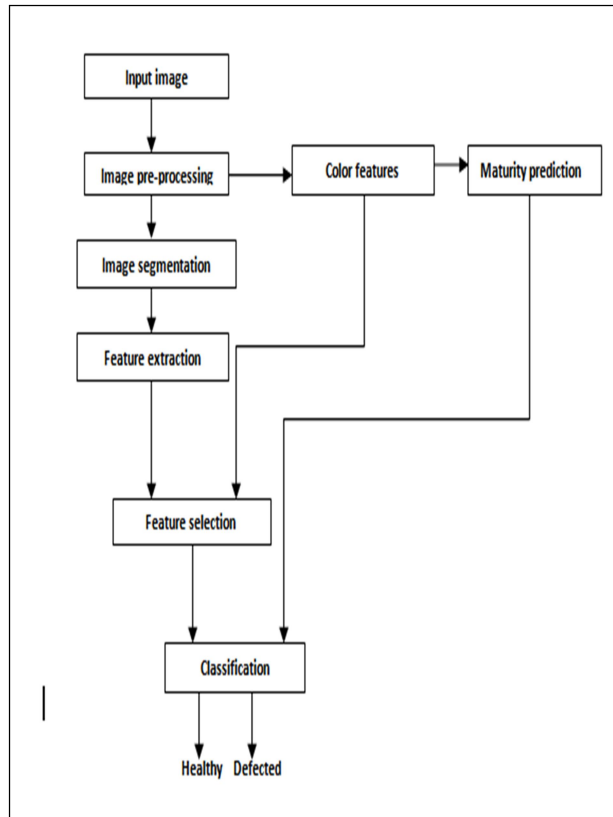 Input image
Image pre-processing
Color features
Maturity prediction
Image segmentation
Feature extraction
Feature selection
Classification
Healthy
Defected